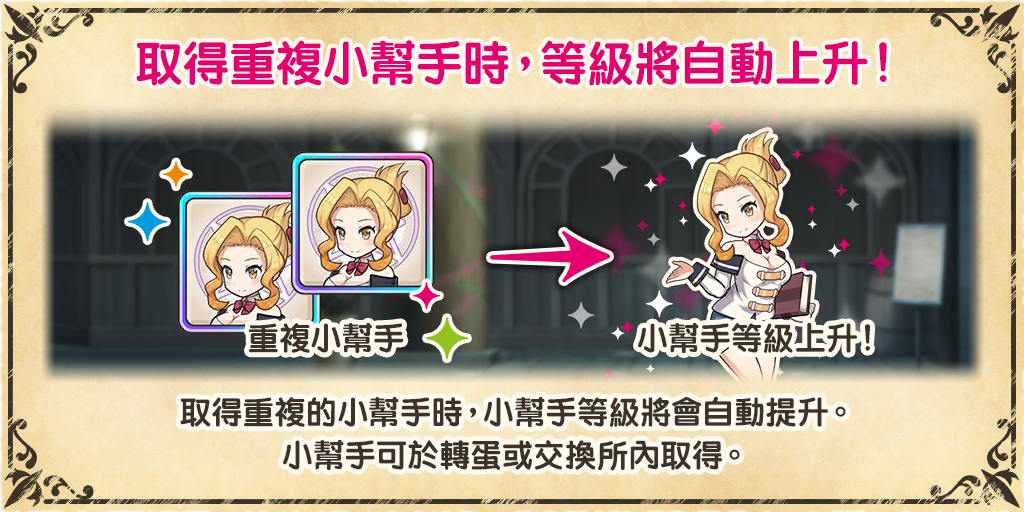 取得重複小幫手時，等級將自動上升！
重複小幫手
小幫手等級上升！
取得重複的小幫手時，小幫手等級將會自動提升。
小幫手可於轉蛋或交換所內取得。